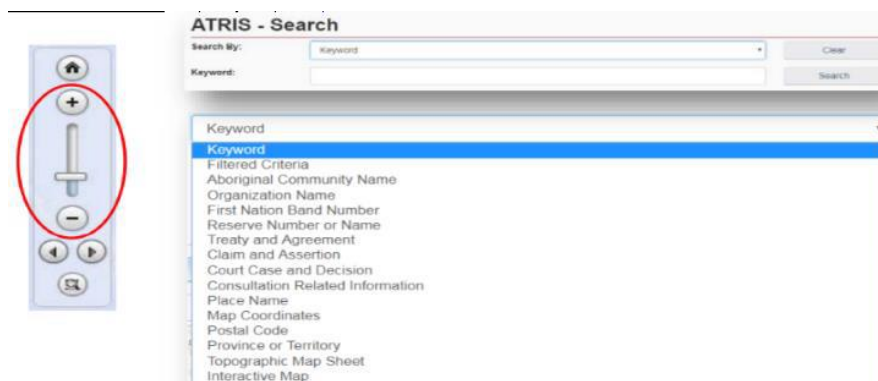 ATRIS - Search
Search By:
Keyword
Clear
Keyword:
Search
Keyword
Keyword
Filtered Criteria
Aboriginal Community Name
Organization Name
First Nation Band Number
Reserve Number or Name
Treaty and Agreement
Claim and Assertion
Court Case and Decision
Consultation Related Information
Place Name
Map Coordinates
Postal Code
Province or Territory
Topographic Map Sheet
Interactive Map